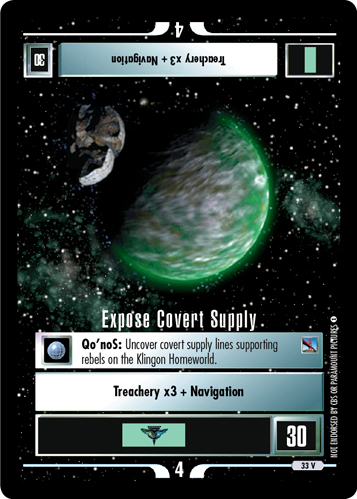 4
30
Treachery x3 + Navigation
Expose Covert Supply
Qo'noS: Uncover covert supply lines supporting
rebels on the Klingon Homeworld.
Treachery x3 + Navigation
30
4
33 V
NOT ENDORSED BY CBS OR PARAMOUNT PICTURES